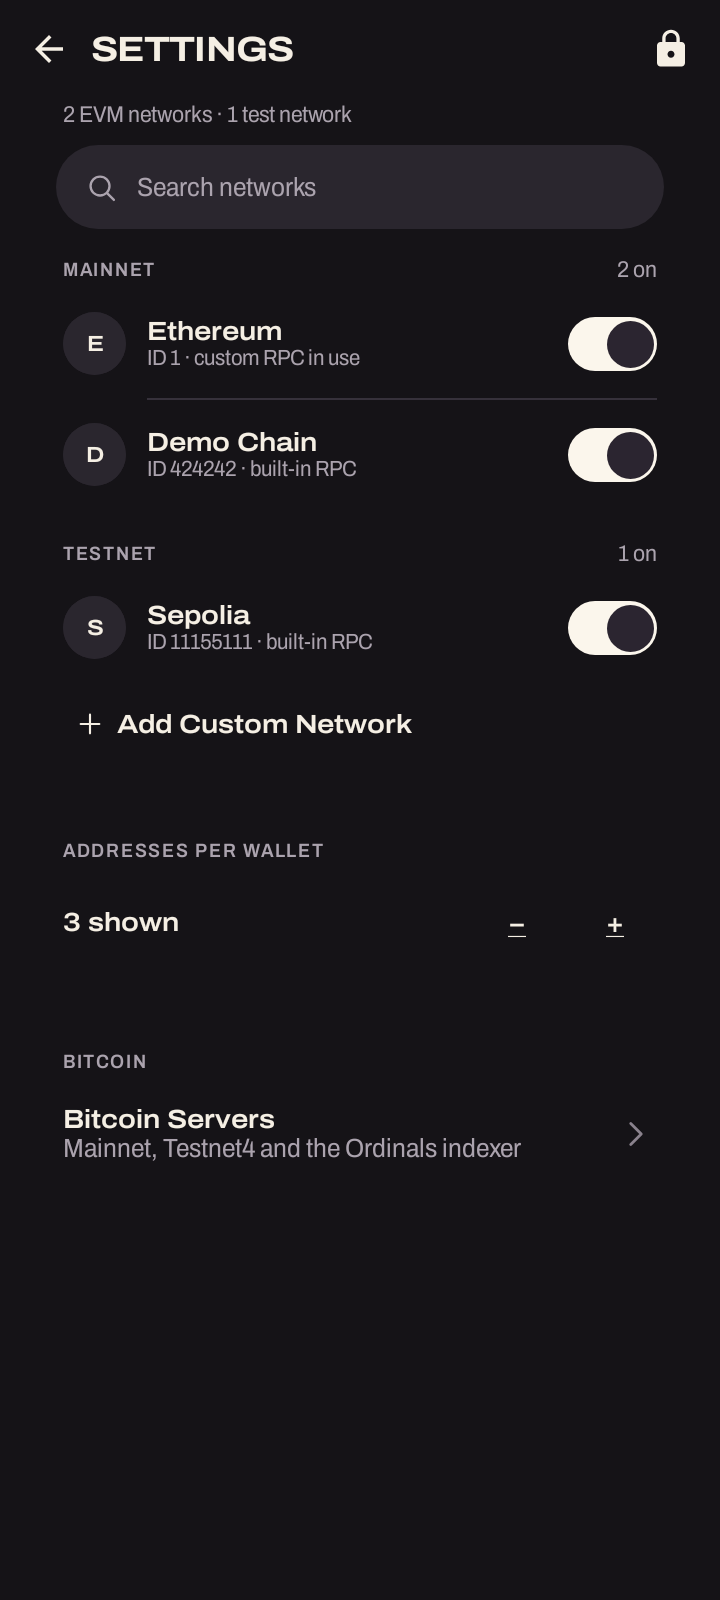 SETTINGS
2 EVM networks · 1 test network
Search networks
MAINNET 2 on
E Ethereum
ID 1 · custom RPC in use
D Demo Chain
ID 424242 · built-in RPC
TESTNET 1 on
S Sepolia
ID 11155111 · built-in RPC
+ Add Custom Network
ADDRESSES PER WALLET
3 shown − +
BITCOIN
Bitcoin Servers
Mainnet, Testnet4 and the Ordinals indexer